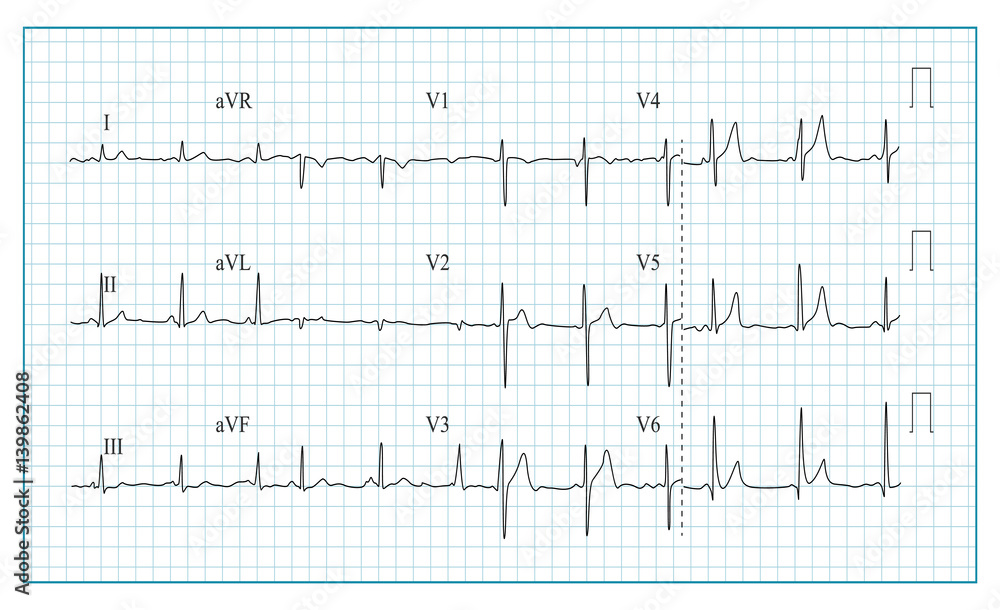 aVR V1 V4
I
aVL V2 V5
II
aVF V3 V6
III
Adobe Stock | #139862408